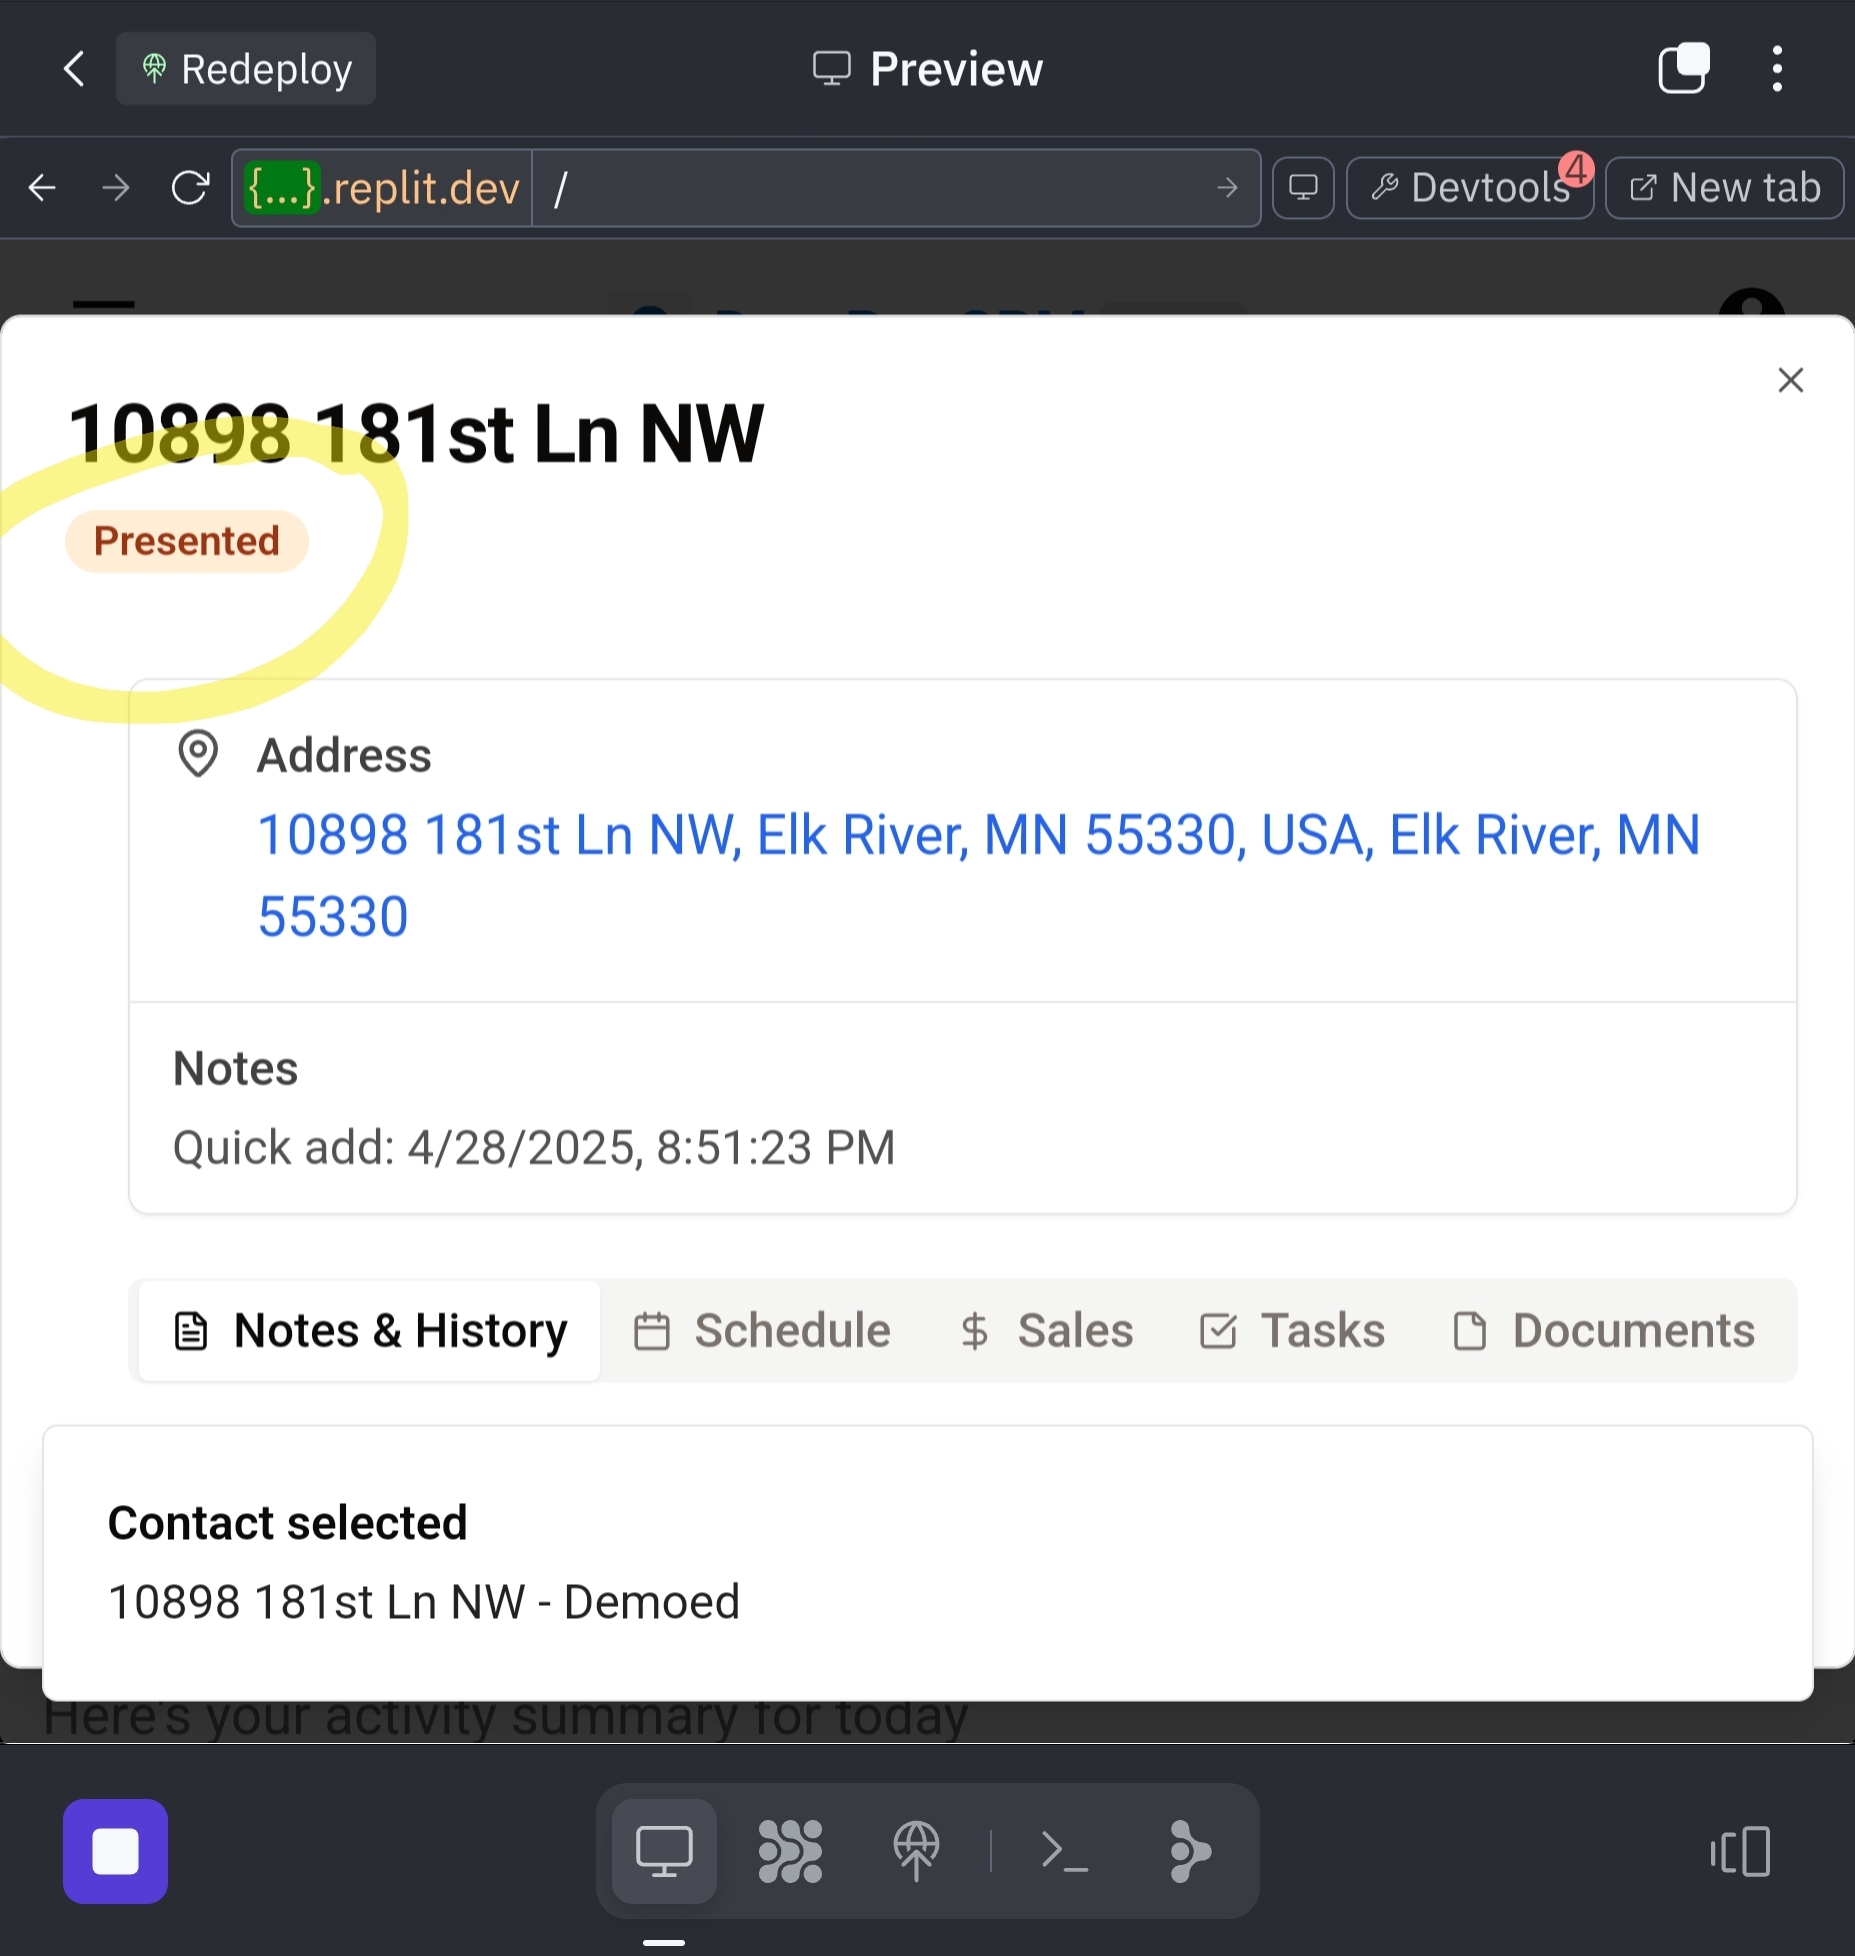 Redeploy
Preview
{...}.replit.dev
/
Devtools
4
New tab
10898 181st Ln NW
Presented
Address
10898 181st Ln NW, Elk River, MN 55330, USA, Elk River, MN
55330
Notes
Quick add: 4/28/2025, 8:51:23 PM
Notes & History
Schedule
$ Sales
Tasks
Documents
Contact selected
10898 181st Ln NW - Demoed
Here's your activity summary for today